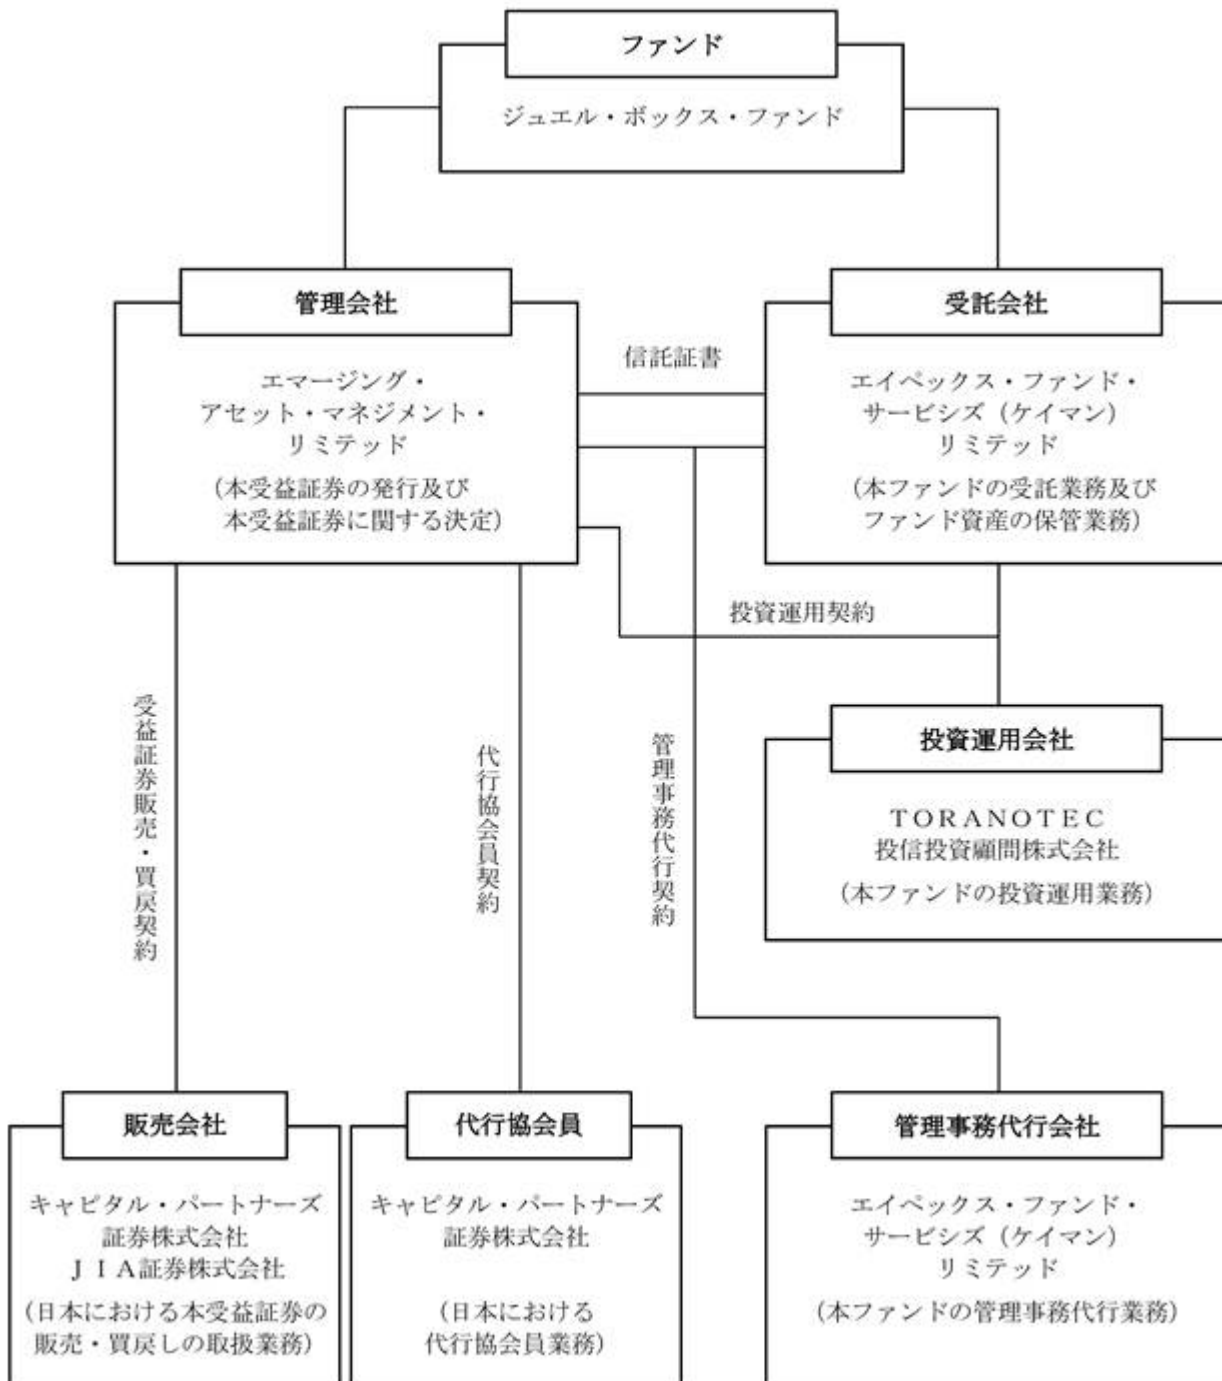 ファンド
ジュエル・ボックス・ファンド
管理会社
エマージング・
アセット・マネジメント・
リミテッド
（本受益証券の発行及び
本受益証券に関する決定）
信託証書
受託会社
エイペックス・ファンド・
サービシズ（ケイマン）
リミテッド
（本ファンドの受託業務及び
ファンド資産の保管業務）
投資運用契約
受益証券販売・買戻契約
代行協会員契約
管理事務代行契約
投資運用会社
ＴＯＲＡＮＯＴＥＣ
投信投資顧問株式会社
（本ファンドの投資運用業務）
販売会社
キャピタル・パートナーズ
証券株式会社
ＪＩＡ証券株式会社
（日本における本受益証券の
販売・買戻しの取扱業務）
代行協会員
キャピタル・パートナーズ
証券株式会社
（日本における
代行協会員業務）
管理事務代行会社
エイペックス・ファンド・
サービシズ（ケイマン）
リミテッド
（本ファンドの管理事務代行業務）